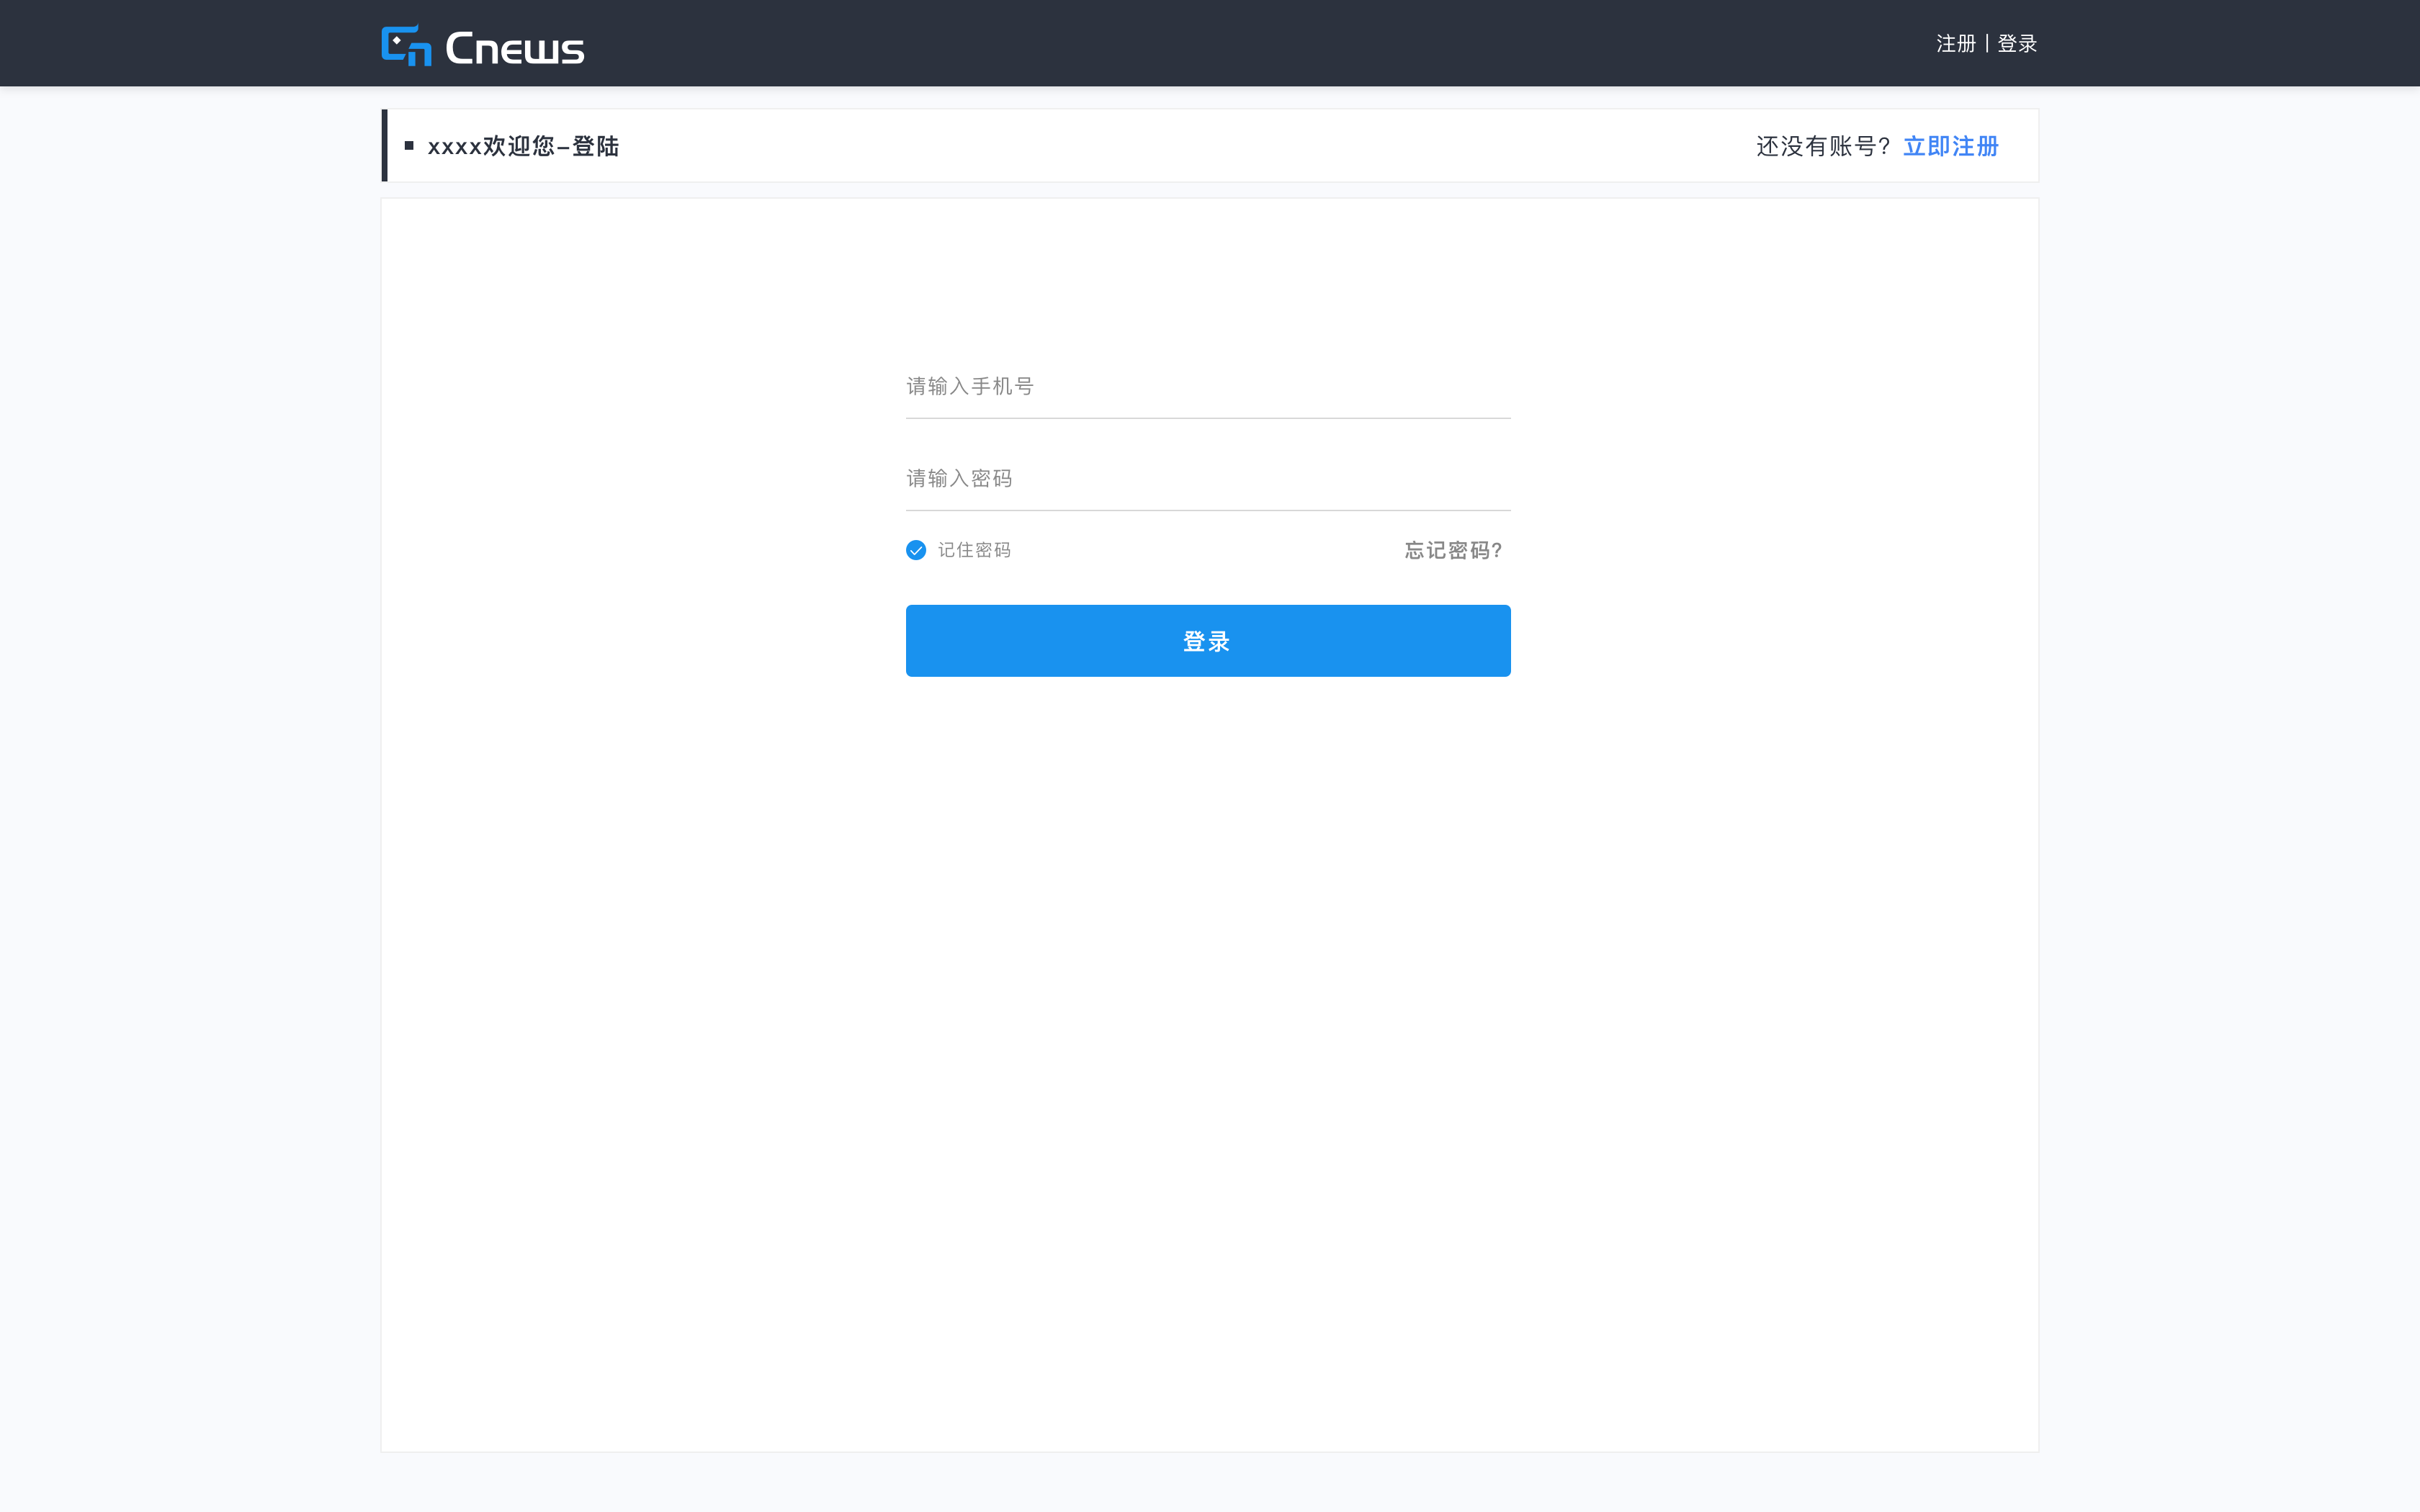 Cnews
注册 | 登录
xxxx欢迎您-登陆
还没有账号? 立即注册
请输入手机号
请输入密码
记住密码
忘记密码?
登录